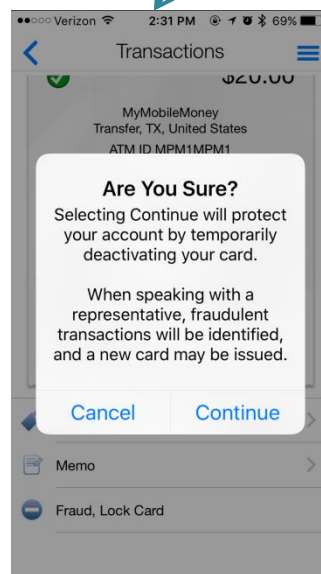 Verizon 2:31 PM 69%
Transactions
$20.00
MyMobileMoney
Transfer, TX, United States
ATM ID MPM1MPM1
Are You Sure?
Selecting Continue will protect
your account by temporarily
deactivating your card.
When speaking with a
representative, fraudulent
transactions will be identified,
and a new card may be issued.
Cancel Continue
Memo
Fraud, Lock Card